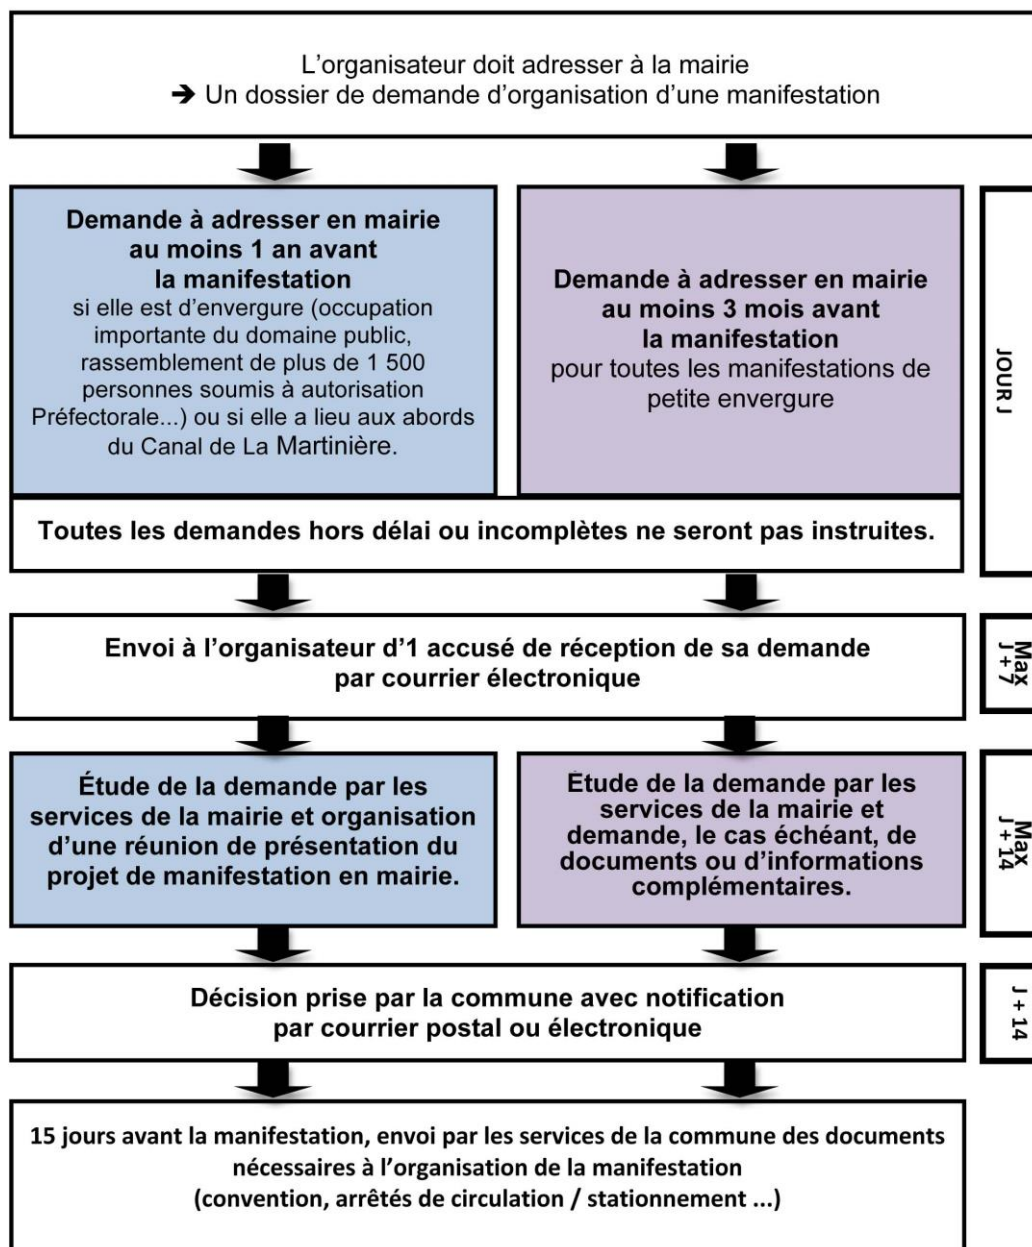 L’organisateur doit adresser à la mairie
➔ Un dossier de demande d’organisation d’une manifestation
Demande à adresser en mairie
au moins 1 an avant
la manifestation
si elle est d’envergure (occupation
importante du domaine public,
rassemblement de plus de 1 500
personnes soumis à autorisation
Préfectorale...) ou si elle a lieu aux abords
du Canal de La Martinière.
Demande à adresser en mairie
au moins 3 mois avant
la manifestation
pour toutes les manifestations de
petite envergure
JOUR J
Toutes les demandes hors délai ou incomplètes ne seront pas instruites.
Envoi à l’organisateur d’1 accusé de réception de sa demande
par courrier électronique
Max
J + 7
Étude de la demande par les
services de la mairie et organisation
d’une réunion de présentation du
projet de manifestation en mairie.
Étude de la demande par les
services de la mairie et
demande, le cas échéant, de
documents ou d’informations
complémentaires.
Max
J + 14
Décision prise par la commune avec notification
par courrier postal ou électronique
J + 14
15 jours avant la manifestation, envoi par les services de la commune des documents
nécessaires à l’organisation de la manifestation
(convention, arrêtés de circulation / stationnement ...)